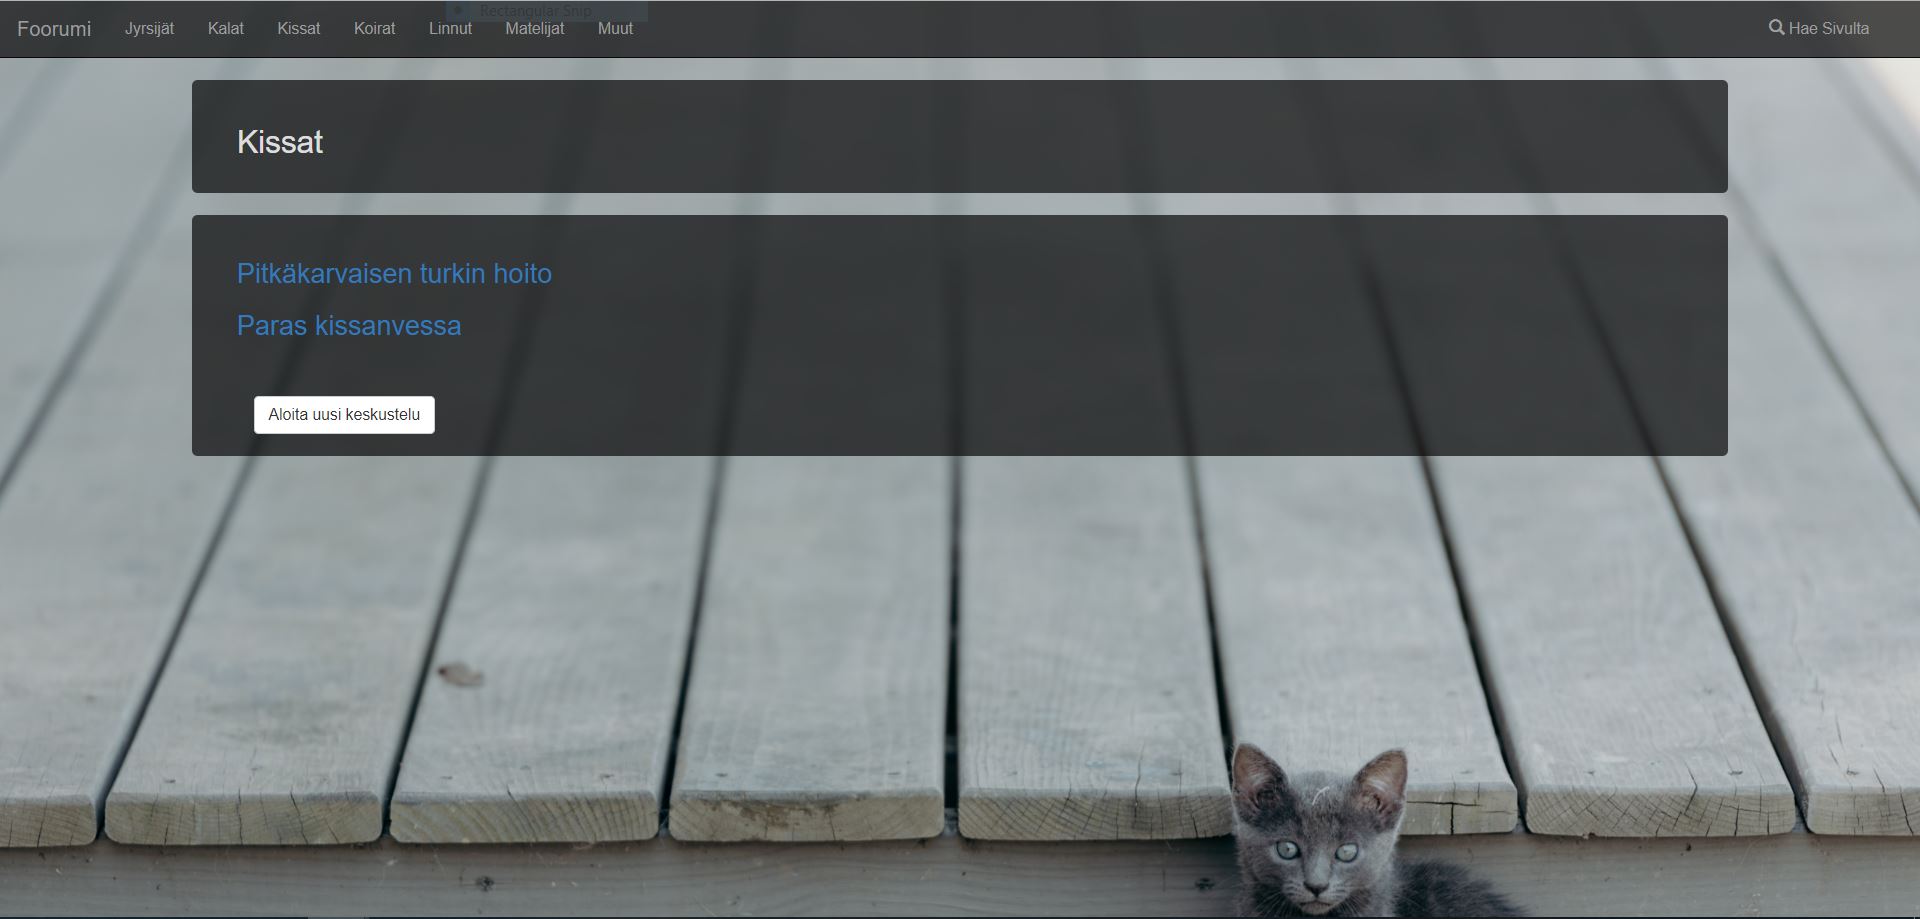 Rectangular Snip
Foorumi Jyrsijät Kalat Kissat Koirat Linnut Matelijat Muut Hae Sivulta
Kissat
Pitkäkarvaisen turkin hoito
Paras kissanvessa
Aloita uusi keskustelu